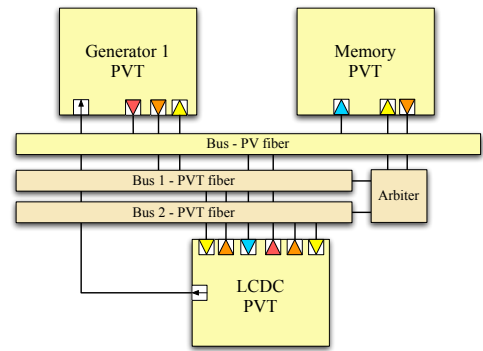 Generator 1
PVT
Memory
PVT
Bus - PV fiber
Bus 1 - PVT fiber
Arbiter
Bus 2 - PVT fiber
LCDC
PVT